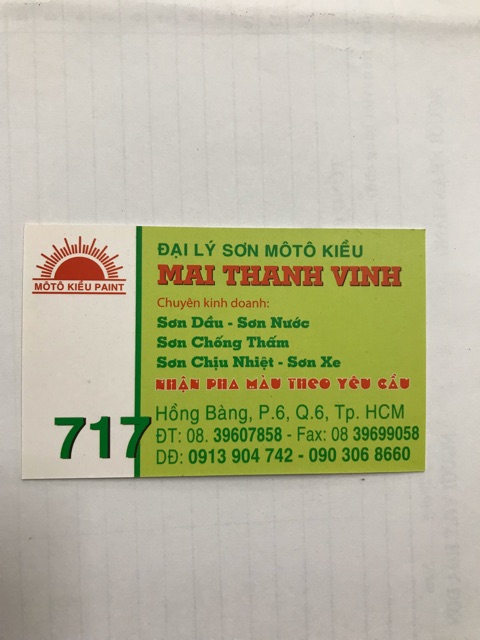 MÔTÔ KIỀU PAINT
ĐẠI LÝ SƠN MÔTÔ KIỀU
MAI THANH VINH
Chuyên kinh doanh:
Sơn Dầu - Sơn Nước
Sơn Chống Thấm
Sơn Chịu Nhiệt - Sơn Xe
NHẬN PHA MÀU THEO YÊU CẦU
717 Hồng Bàng, P.6, Q.6, Tp. HCM
ĐT: 08. 39607858 - Fax: 08 39699058
DĐ: 0913 904 742 - 090 306 8660